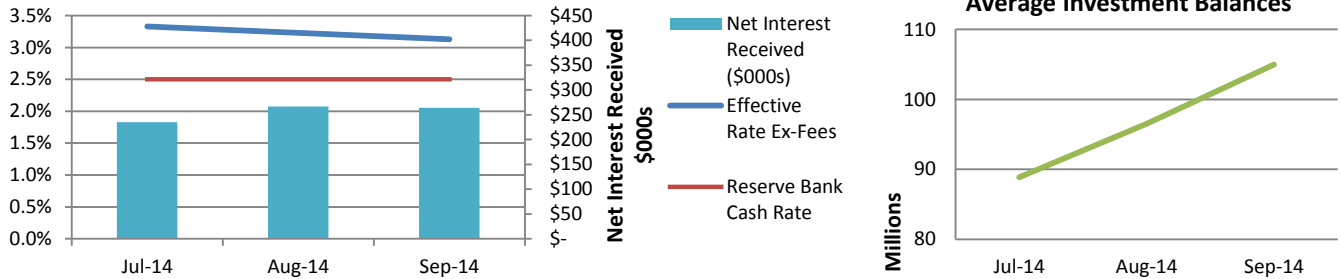 3.5%
3.0%
2.5%
2.0%
1.5%
1.0%
0.5%
0.0%
Jul-14
Aug-14
Sep-14
$450
$400
$350
$300
$250
$200
$150
$100
$50
$-
Net Interest Received
$000s
Net Interest
Received
($000s)
Effective
Rate Ex-Fees
Reserve Bank
Cash Rate
Average Investment Balances
110
100
90
80
Millions
Jul-14
Aug-14
Sep-14